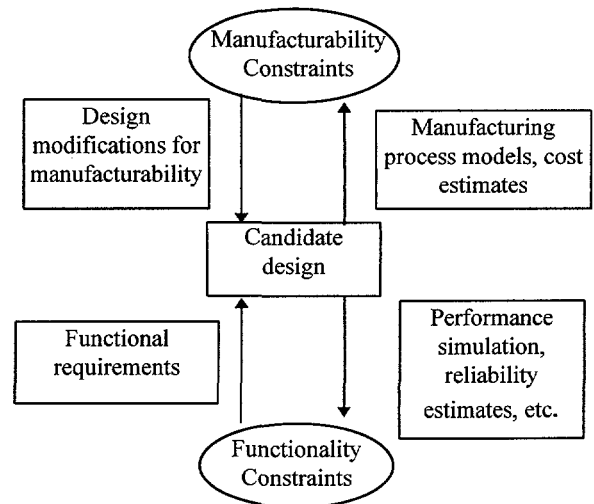 Manufacturability
Constraints
Design
modifications for
manufacturability
Manufacturing
process models, cost
estimates
Candidate
design
Functional
requirements
Performance
simulation,
reliability
estimates, etc.
Functionality
Constraints